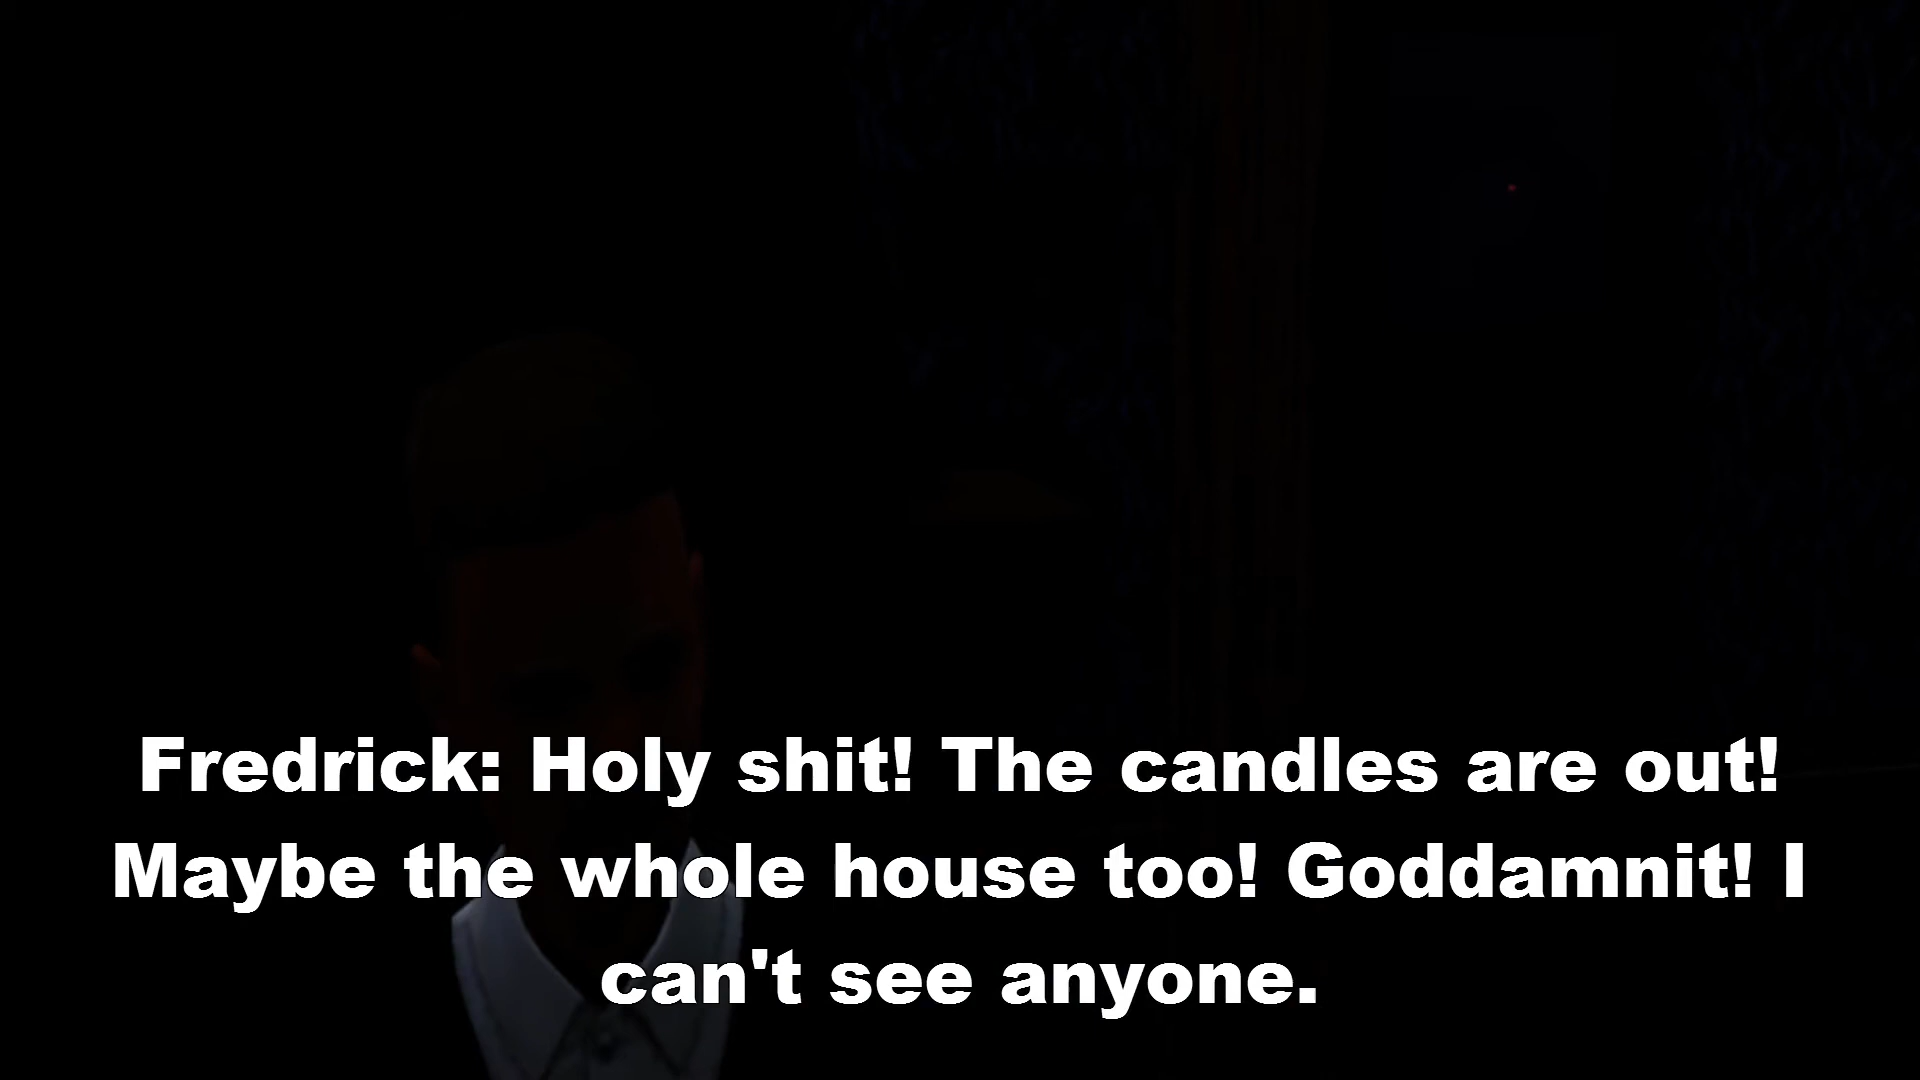 Fredrick: Holy shit! The candles are out!
Maybe the whole house too! Goddamnit! I
can't see anyone.